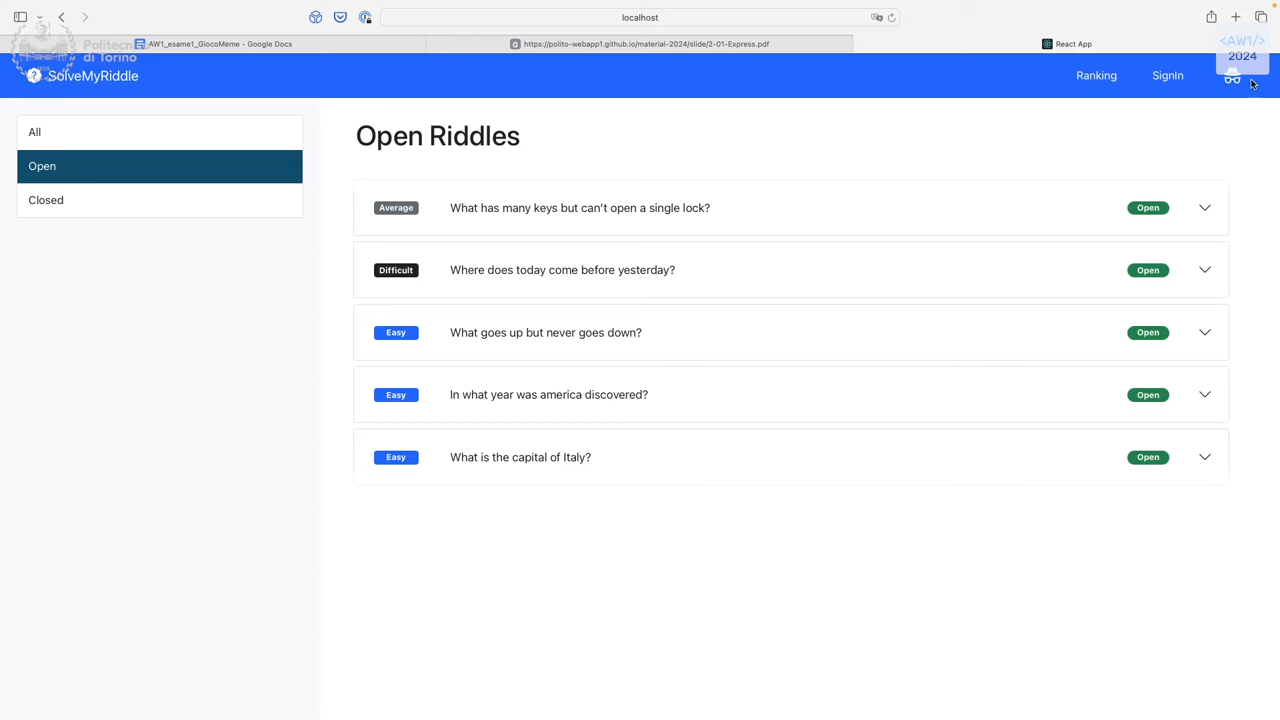 localhost
AW1_esame1_GiocoMeme - Google Docs
https://polito-webapp1.github.io/material-2024/slide/2-01-Express.pdf
React App
Politecnico
di Torino
<AW1/>
2024
SolveMyRiddle
Ranking
SignIn
All
Open
Closed
Open Riddles
Average What has many keys but can’t open a single lock? Open
Difficult Where does today come before yesterday? Open
Easy What goes up but never goes down? Open
Easy In what year was america discovered? Open
Easy What is the capital of Italy? Open